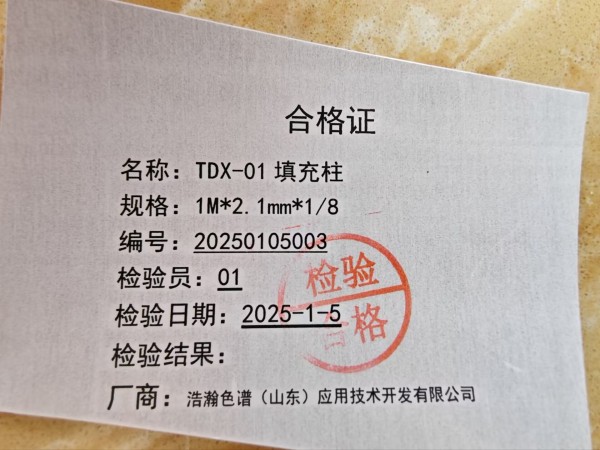 合格证
名称：TDX-01 填充柱
规格：1M*2.1mm*1/8
编号：20250105003
检验员：01
检验日期：2025-1-5
检验结果：
检验
格
厂商：浩瀚色谱（山东）应用技术开发有限公司